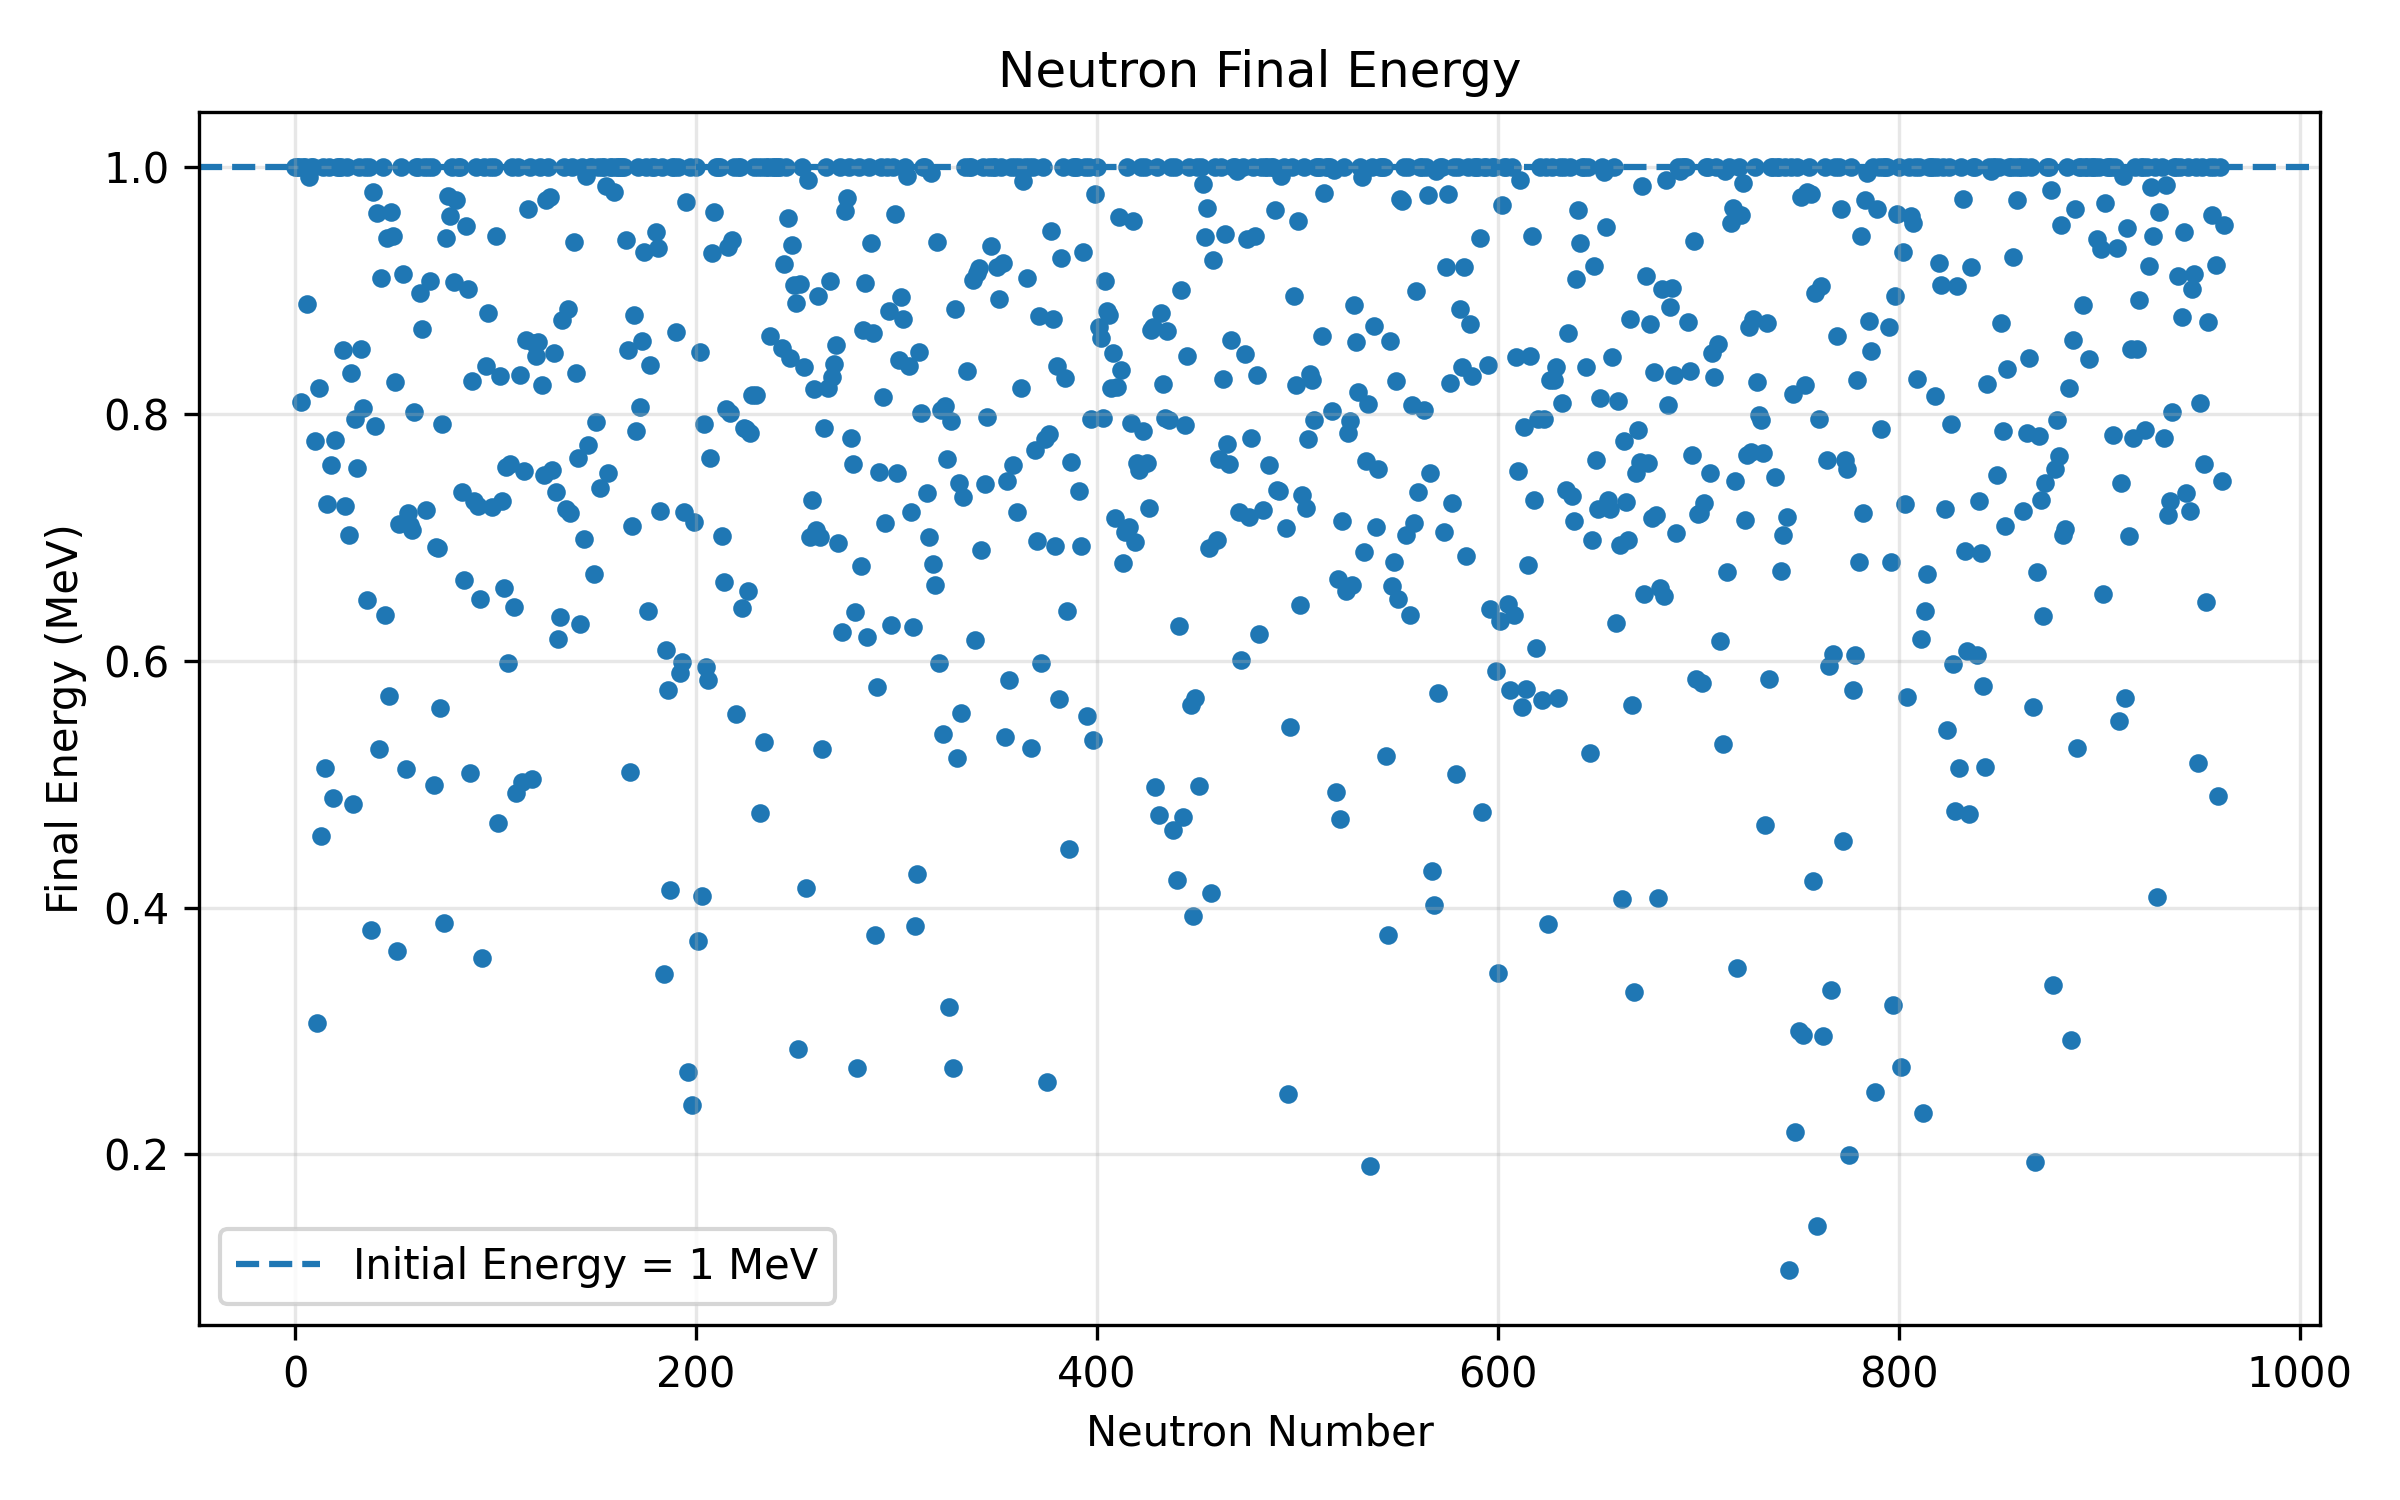 Neutron Final Energy
Final Energy (MeV)
1.0
0.8
0.6
0.4
0.2
Initial Energy = 1 MeV
0 200 400 600 800 1000
Neutron Number